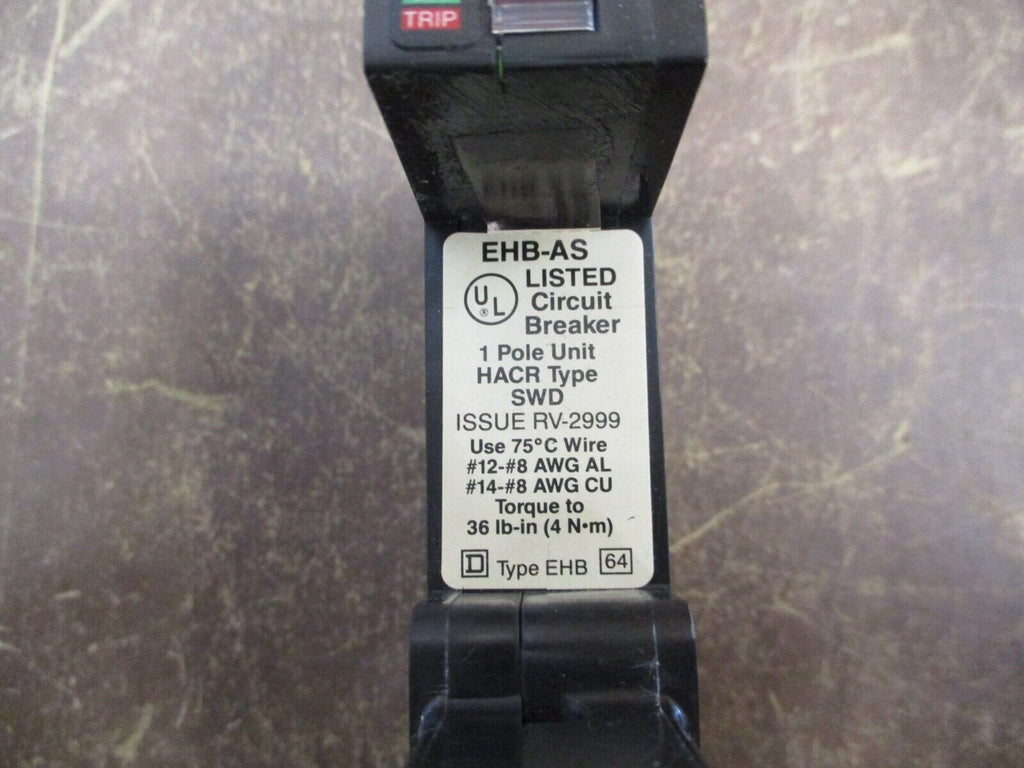 TRIP
EHB-AS
UL ® LISTED
Circuit
Breaker
1 Pole Unit
HACR Type
SWD
ISSUE RV-2999
Use 75°C Wire
#12-#8 AWG AL
#14-#8 AWG CU
Torque to
36 lb-in (4 N•m)
D Type EHB 64